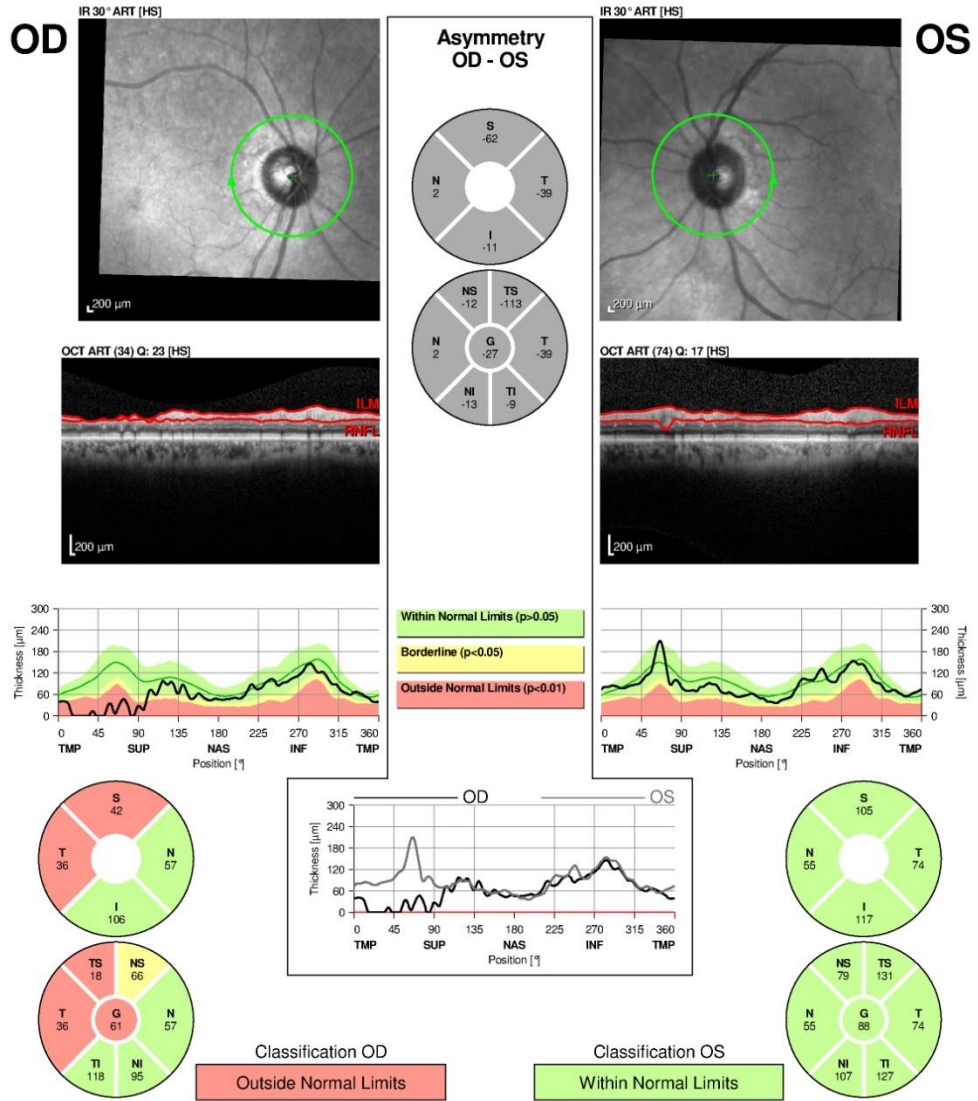 IR 30° ART [HS]
OD
200 µm
OCT ART (34) Q: 23 [HS]
ILM
RNFL
200 µm
Asymmetry
OD - OS
S
-62
N
2
T
-39
I
-11
NS
-12
TS
-113
N
2
G
-27
T
-39
NI
-13
TI
-9
IR 30° ART [HS]
OS
200 µm
OCT ART (74) Q: 17 [HS]
ILM
RNFL
200 µm
Thickness [µm]
300
240
180
120
60
0
0 45 90 135 180 225 270 315 360
TMP SUP NAS INF TMP
Position [°]
Within Normal Limits (p>0.05)
Borderline (p<0.05)
Outside Normal Limits (p<0.01)
300
240
180
120
60
0
Thickness [µm]
0 45 90 135 180 225 270 315 360
TMP SUP NAS INF TMP
Position [°]
S
42
T
36
N
57
I
106
TS
18
NS
66
T
36
G
61
N
57
TI
118
NI
95
OD OS
Thickness [µm]
300
240
180
120
60
0
0 45 90 135 180 225 270 315 360
TMP SUP NAS INF TMP
Position [°]
S
105
N
55
T
74
I
117
NS
79
TS
131
N
55
G
88
T
74
NI
107
TI
127
Classification OD
Outside Normal Limits
Classification OS
Within Normal Limits